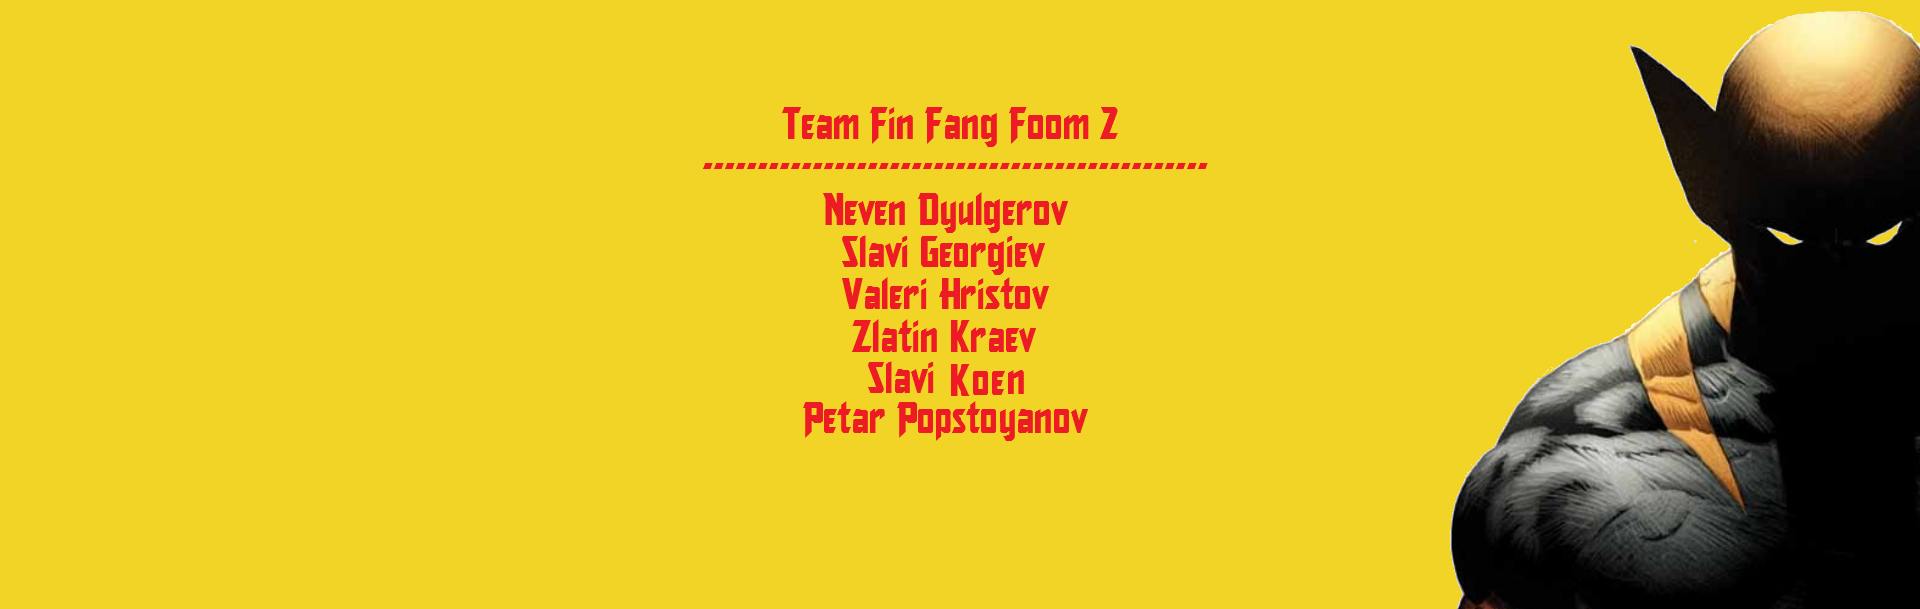 Team Fin Fang Foom 2
----------------------------------------------
Neven Dyulgerov
Slavi Georgiev
Valeri Hristov
Zlatin Kraev
Slavi Koen
Petar Popstoyanov